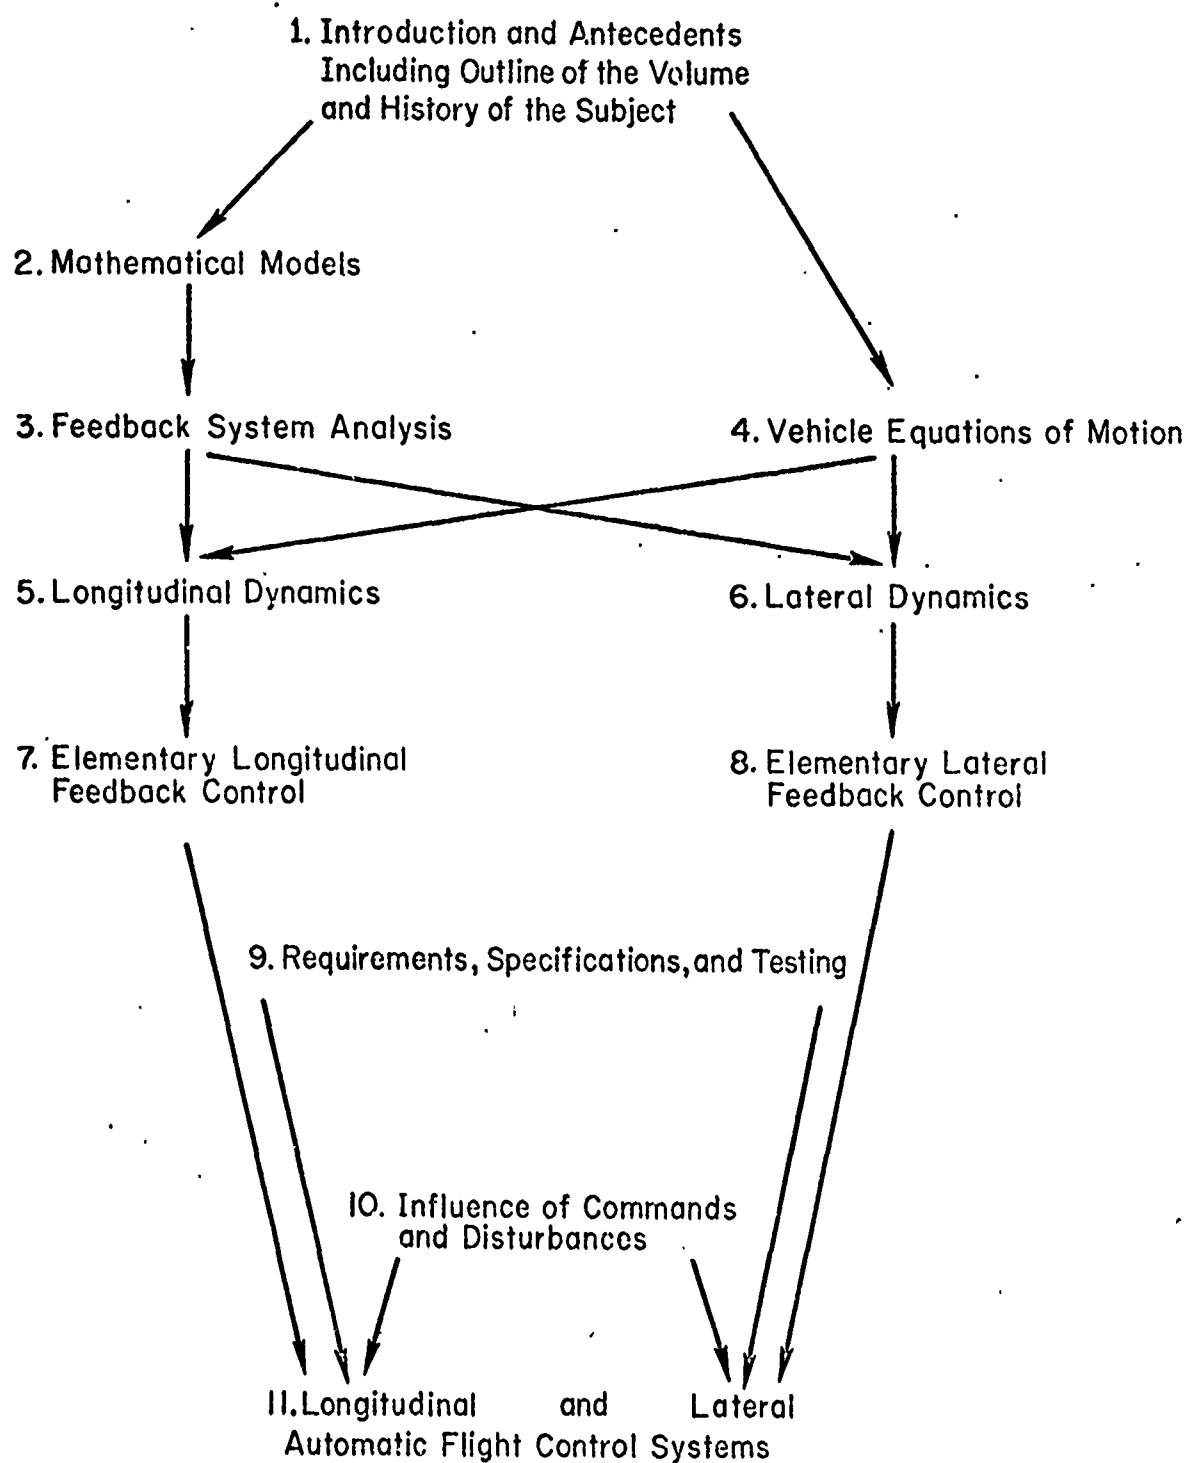 1. Introduction and Antecedents
Including Outline of the Volume
and History of the Subject
2. Mathematical Models
3. Feedback System Analysis
4. Vehicle Equations of Motion
5. Longitudinal Dynamics
6. Lateral Dynamics
7. Elementary Longitudinal
Feedback Control
8. Elementary Lateral
Feedback Control
9. Requirements, Specifications, and Testing
10. Influence of Commands
and Disturbances
11. Longitudinal and Lateral
Automatic Flight Control Systems